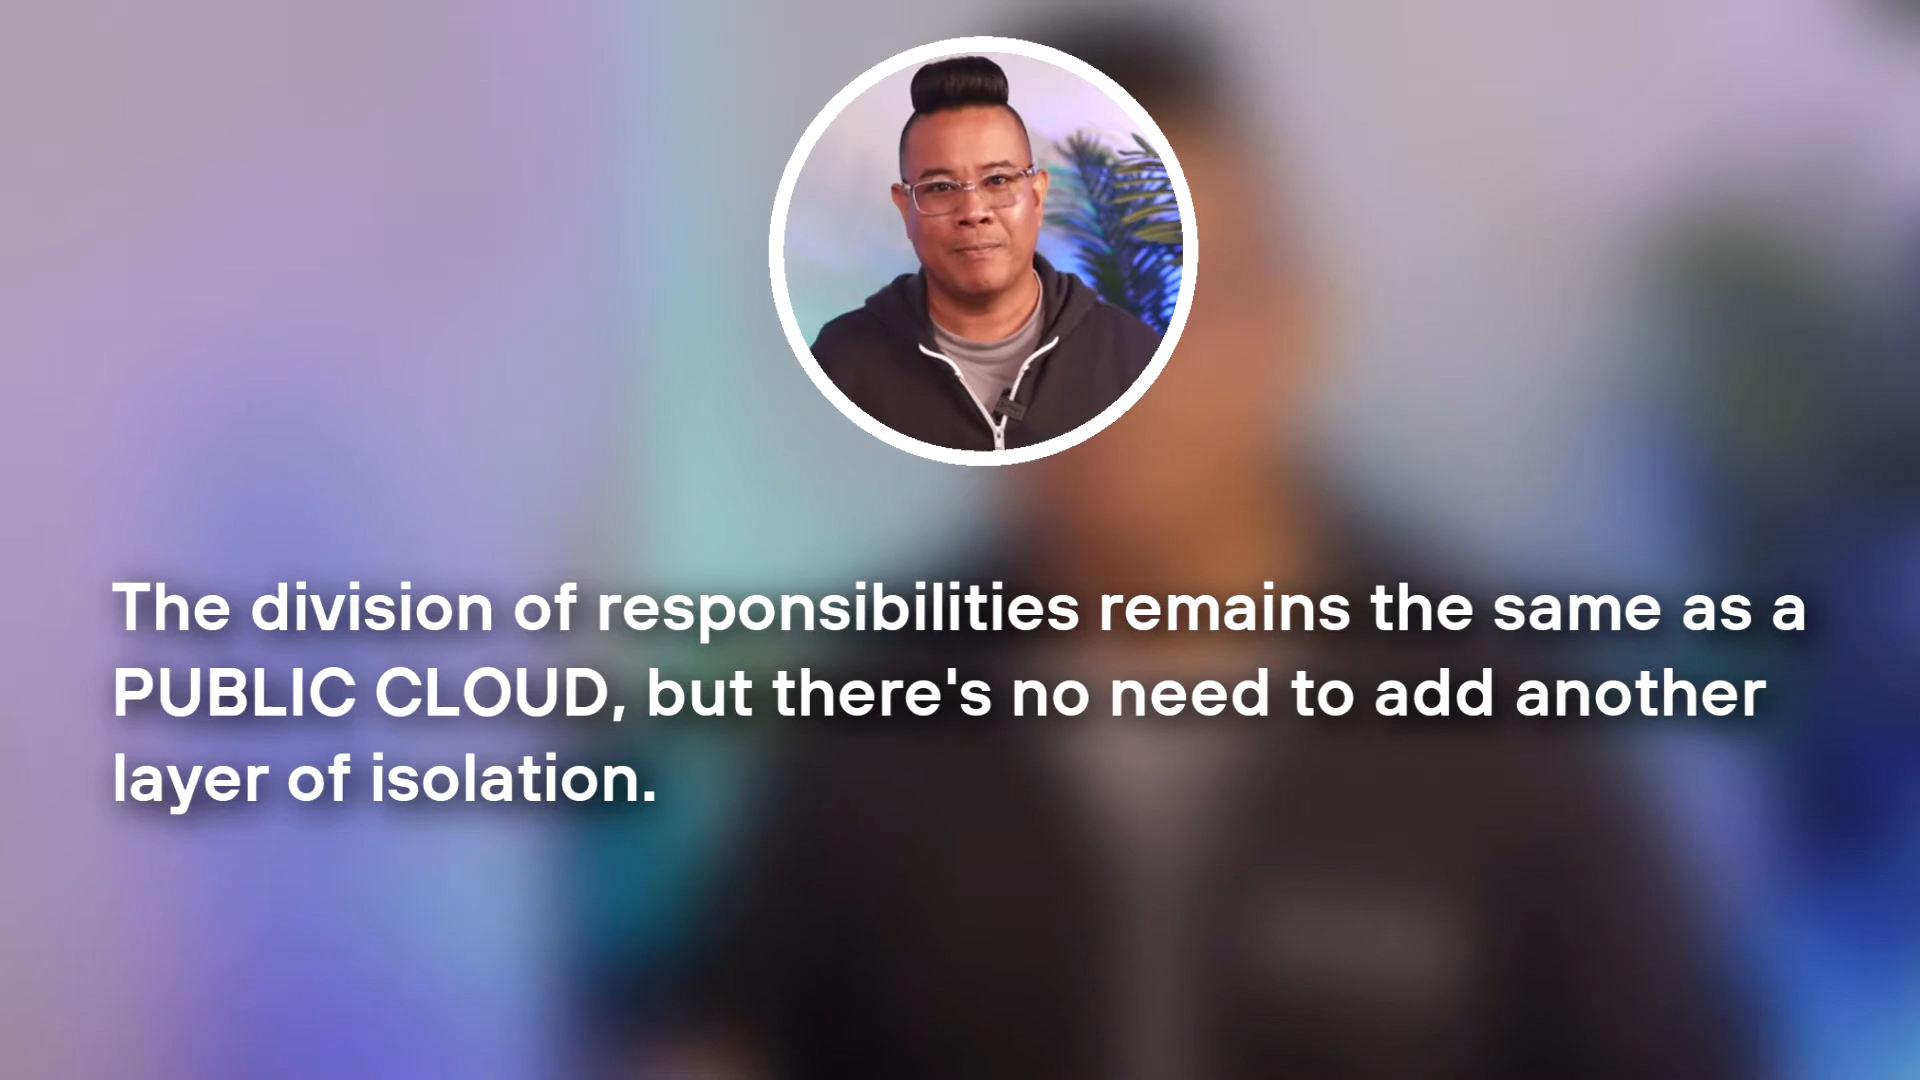 The division of responsibilities remains the same as a
PUBLIC CLOUD, but there's no need to add another
layer of isolation.